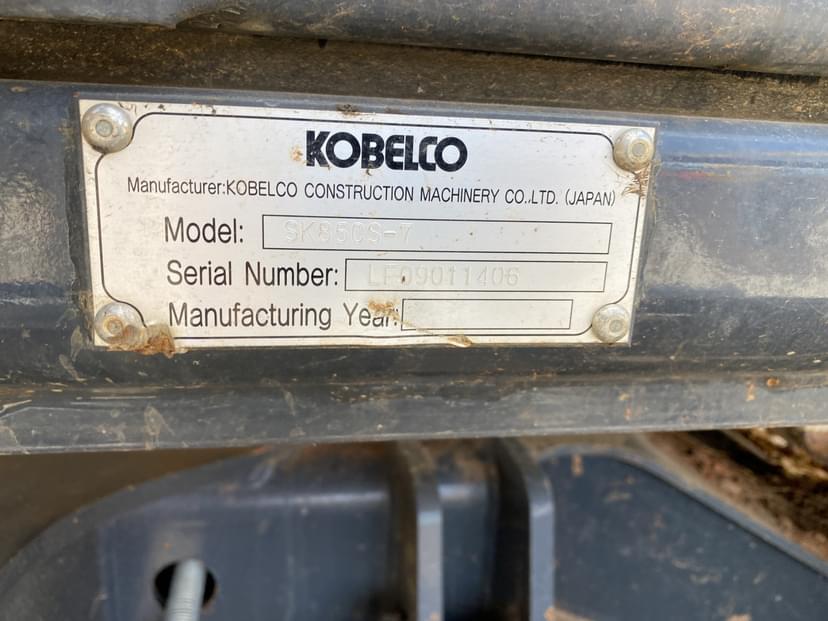 KOBELCO
Manufacturer:KOBELCO CONSTRUCTION MACHINERY CO.,LTD. (JAPAN)
Model: SK85CS-7
Serial Number: LF09011406
Manufacturing Year: